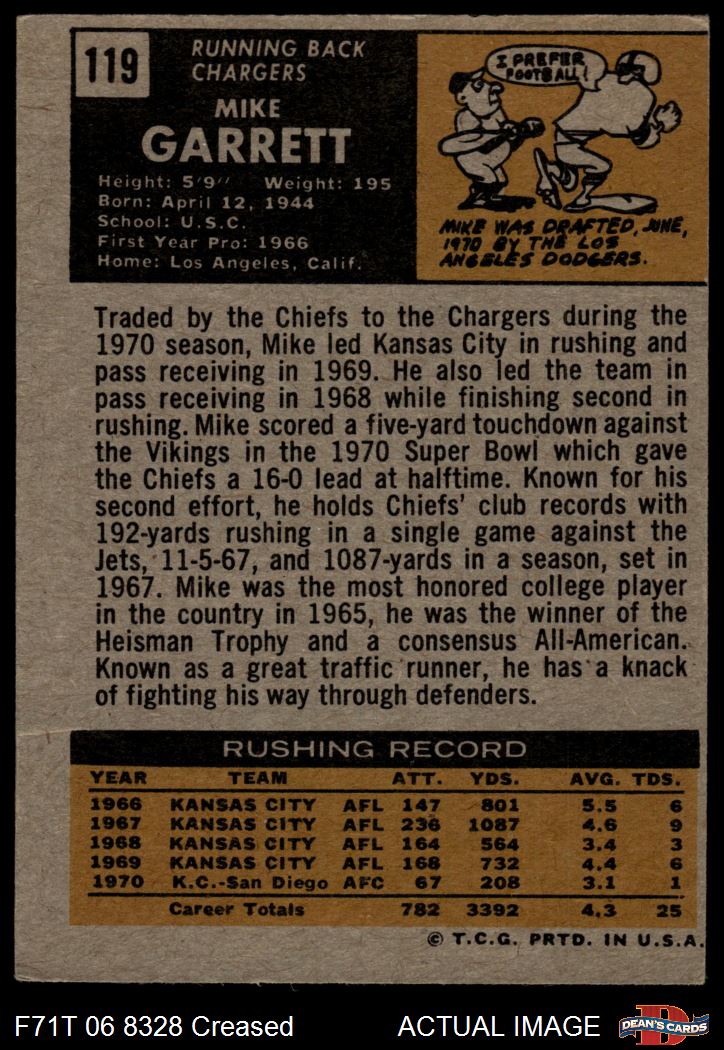 119
RUNNING BACK
CHARGERS
MIKE
GARRETT
Height: 5'9" Weight: 195
Born: April 12, 1944
School: U.S.C.
First Year Pro: 1966
Home: Los Angeles, Calif.
I PREFER
FOOTBALL!
MIKE WAS DRAFTED, JUNE,
1970 BY THE LOS
ANGELES DODGERS.
Traded by the Chiefs to the Chargers during the
1970 season, Mike led Kansas City in rushing and
pass receiving in 1969. He also led the team in
pass receiving in 1968 while finishing second in
rushing. Mike scored a five-yard touchdown against
the Vikings in the 1970 Super Bowl which gave
the Chiefs a 16-0 lead at halftime. Known for his
second effort, he holds Chiefs' club records with
192-yards rushing in a single game against the
Jets, 11-5-67, and 1087-yards in a season, set in
1967. Mike was the most honored college player
in the country in 1965, he was the winner of the
Heisman Trophy and a consensus All-American.
Known as a great traffic runner, he has a knack
of fighting his way through defenders.
RUSHING RECORD
YEAR TEAM ATT. YDS. AVG. TDS.
1966 KANSAS CITY AFL 147 801 5.5 6
1967 KANSAS CITY AFL 236 1087 4.6 9
1968 KANSAS CITY AFL 164 564 3.4 3
1969 KANSAS CITY AFL 168 732 4.4 6
1970 K.C.-San Diego AFC 67 208 3.1 1
Career Totals 782 3392 4.3 25
© T.C.G. PRTD. IN U.S.A.
F71T 06 8328 Creased ACTUAL IMAGE
D
DEAN'S CARDS